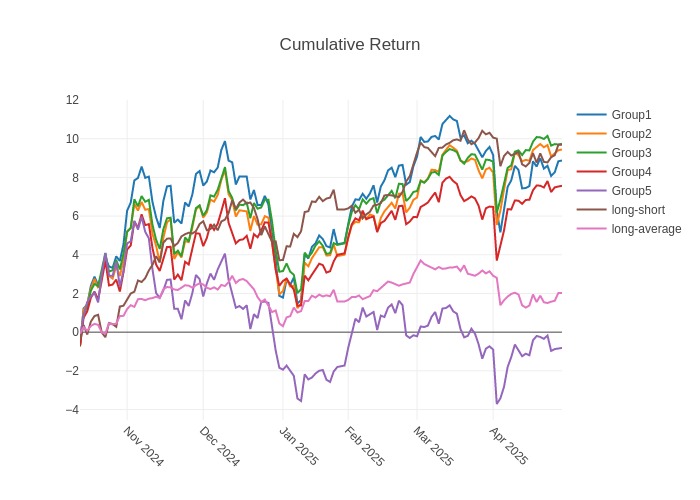 Cumulative Return
12
10
8
6
4
2
0
−2
−4
Nov 2024
Dec 2024
Jan 2025
Feb 2025
Mar 2025
Apr 2025
Group1
Group2
Group3
Group4
Group5
long-short
long-average